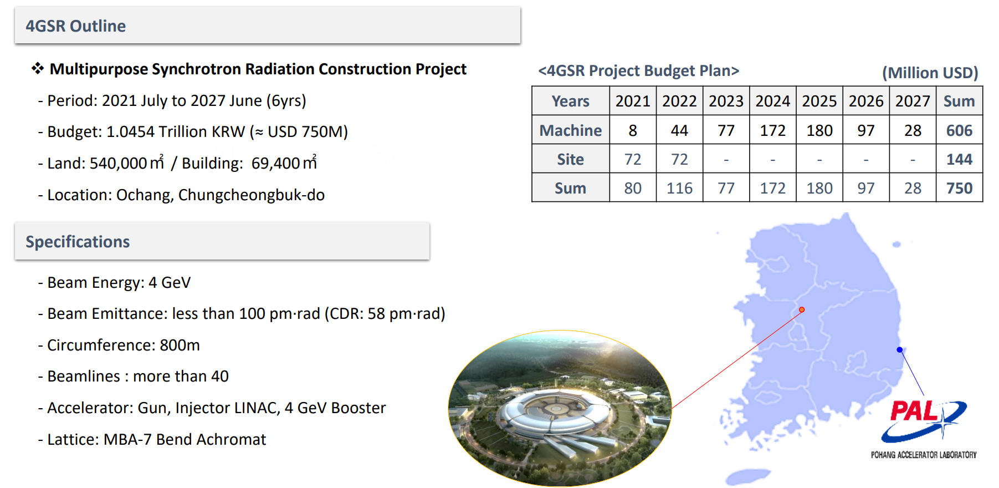 4GSR Outline
❖ Multipurpose Synchrotron Radiation Construction Project
- Period: 2021 July to 2027 June (6yrs)
- Budget: 1.0454 Trillion KRW (≈ USD 750M)
- Land: 540,000㎡ / Building: 69,400㎡
- Location: Ochang, Chungcheongbuk-do
<4GSR Project Budget Plan> (Million USD)
Years 2021 2022 2023 2024 2025 2026 2027 Sum
Machine 8 44 77 172 180 97 28 606
Site 72 72 - - - - - 144
Sum 80 116 77 172 180 97 28 750
Specifications
- Beam Energy: 4 GeV
- Beam Emittance: less than 100 pm·rad (CDR: 58 pm·rad)
- Circumference: 800m
- Beamlines : more than 40
- Accelerator: Gun, Injector LINAC, 4 GeV Booster
- Lattice: MBA-7 Bend Achromat
PAL
POHANG ACCELERATOR LABORATORY